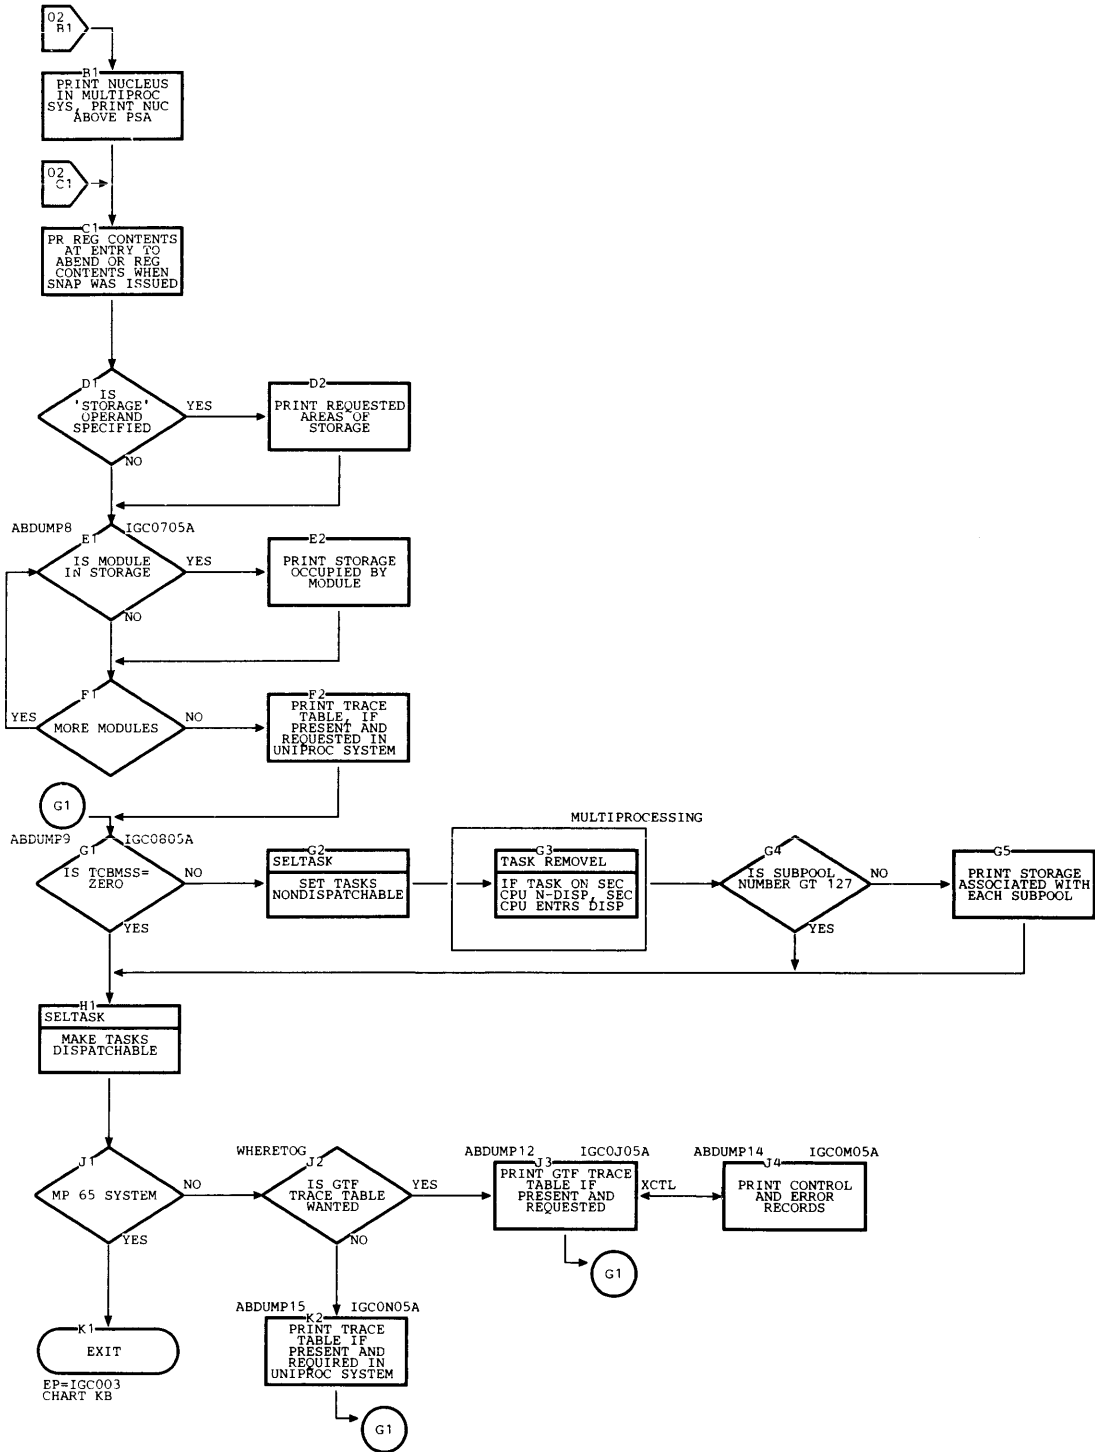 02
B1
B1
PRINT NUCLEUS
IN MULTIPROC
SYS, PRINT NUC
ABOVE PSA
02
C1
C1
PR REG CONTENTS
AT ENTRY TO
ABEND OR REG
CONTENTS WHEN
SNAP WAS ISSUED
D1
IS
'STORAGE'
OPERAND
SPECIFIED
YES
NO
D2
PRINT REQUESTED
AREAS OF
STORAGE
ABDUMP8
IGC0705A
E1
IS MODULE
IN STORAGE
YES
NO
E2
PRINT STORAGE
OCCUPIED BY
MODULE
F1
YES
MORE MODULES
NO
F2
PRINT TRACE
TABLE, IF
PRESENT AND
REQUESTED IN
UNIPROC SYSTEM
G1
ABDUMP9
IGC0805A
G1
IS TCBMSS=
ZERO
NO
YES
G2
SELTASK
SET TASKS
NONDISPATCHABLE
MULTIPROCESSING
G3
TASK REMOVEL
IF TASK ON SEC
CPU N-DISP, SEC
CPU ENTRS DISP
G4
IS SUBPOOL
NUMBER GT 127
NO
YES
G5
PRINT STORAGE
ASSOCIATED WITH
EACH SUBPOOL
H1
SELTASK
MAKE TASKS
DISPATCHABLE
J1
MP 65 SYSTEM
NO
YES
WHERETOG
J2
IS GTF
TRACE TABLE
WANTED
YES
NO
ABDUMP12
IGC0J05A
J3
PRINT GTF TRACE
TABLE IF
PRESENT AND
REQUESTED
XCTL
ABDUMP14
IGC0M05A
J4
PRINT CONTROL
AND ERROR
RECORDS
G1
K1
EXIT
EP=IGC003
CHART KB
ABDUMP15
IGC0N05A
K2
PRINT TRACE
TABLE IF
PRESENT AND
REQUIRED IN
UNIPROC SYSTEM
G1